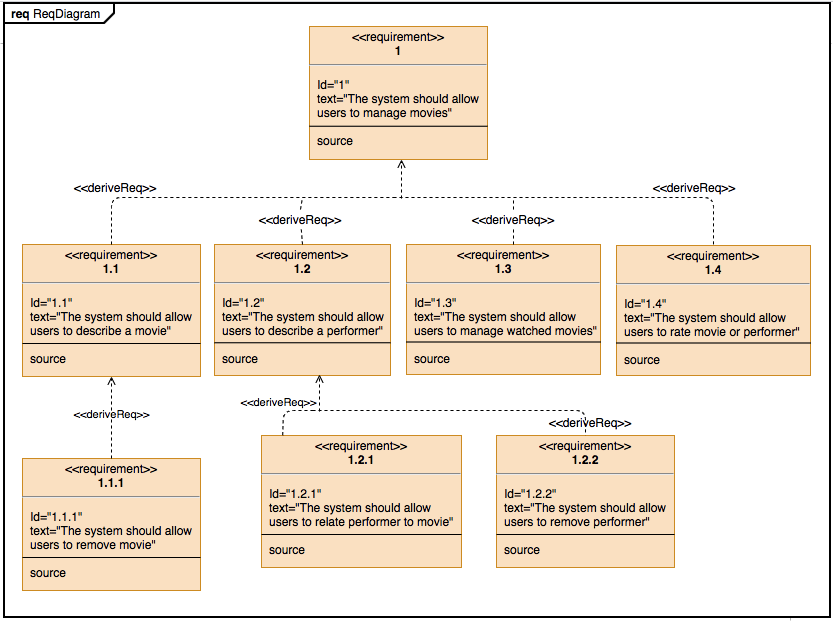 req ReqDiagram
<<requirement>>
1
Id="1"
text="The system should allow
users to manage movies"
source
<<deriveReq>>
<<deriveReq>>
<<deriveReq>>
<<deriveReq>>
<<requirement>>
1.1
Id="1.1"
text="The system should allow
users to describe a movie"
source
<<requirement>>
1.2
Id="1.2"
text="The system should allow
users to describe a performer"
source
<<requirement>>
1.3
Id="1.3"
text="The system should allow
users to manage watched movies"
source
<<requirement>>
1.4
Id="1.4"
text="The system should allow
users to rate movie or performer"
source
<<deriveReq>>
<<deriveReq>>
<<deriveReq>>
<<requirement>>
1.1.1
Id="1.1.1"
text="The system should allow
users to remove movie"
source
<<requirement>>
1.2.1
Id="1.2.1"
text="The system should allow
users to relate performer to movie"
source
<<requirement>>
1.2.2
Id="1.2.2"
text="The system should allow
users to remove performer"
source